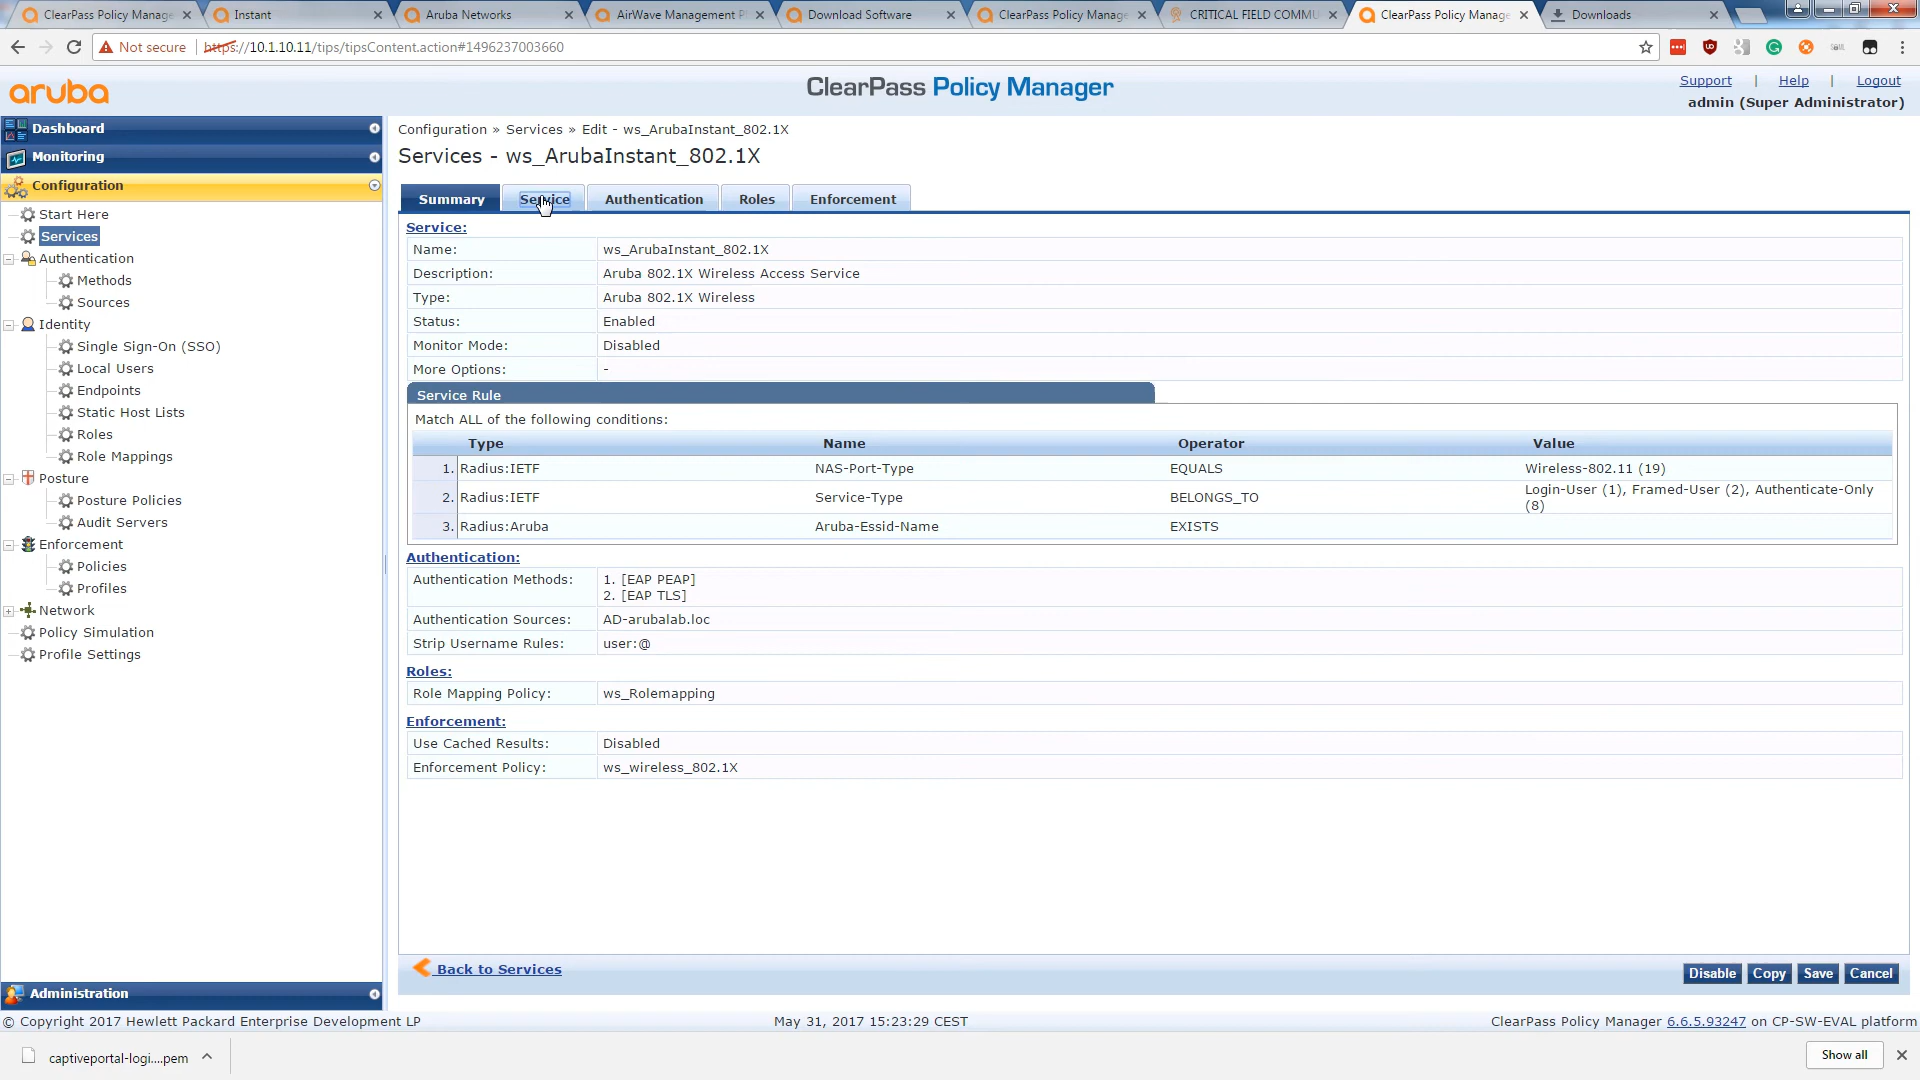 ClearPass Policy Manage
Instant
Aruba Networks
AirWave Management P
Download Software
ClearPass Policy Manage
CRITICAL FIELD COMMU
ClearPass Policy Manage
Downloads
Not secure | https://10.1.10.11/tips/tipsContent.action#1496237003660
aruba
ClearPass Policy Manager
Support | Help | Logout
admin (Super Administrator)
Dashboard
Monitoring
Configuration
Start Here
Services
Authentication
Methods
Sources
Identity
Single Sign-On (SSO)
Local Users
Endpoints
Static Host Lists
Roles
Role Mappings
Posture
Posture Policies
Audit Servers
Enforcement
Policies
Profiles
Network
Policy Simulation
Profile Settings
Administration
Configuration » Services » Edit - ws_ArubaInstant_802.1X
Services - ws_ArubaInstant_802.1X
Summary Service Authentication Roles Enforcement
Service:
Name: ws_ArubaInstant_802.1X
Description: Aruba 802.1X Wireless Access Service
Type: Aruba 802.1X Wireless
Status: Enabled
Monitor Mode: Disabled
More Options: -
Service Rule
Match ALL of the following conditions:
Type Name Operator Value
1. Radius:IETF NAS-Port-Type EQUALS Wireless-802.11 (19)
2. Radius:IETF Service-Type BELONGS_TO Login-User (1), Framed-User (2), Authenticate-Only
(8)
3. Radius:Aruba Aruba-Essid-Name EXISTS
Authentication:
Authentication Methods: 1. [EAP PEAP]
2. [EAP TLS]
Authentication Sources: AD-arubalab.loc
Strip Username Rules: user:@
Roles:
Role Mapping Policy: ws_Rolemapping
Enforcement:
Use Cached Results: Disabled
Enforcement Policy: ws_wireless_802.1X
Back to Services
Disable Copy Save Cancel
© Copyright 2017 Hewlett Packard Enterprise Development LP
May 31, 2017 15:23:29 CEST
ClearPass Policy Manager 6.6.5.93247 on CP-SW-EVAL platform
captiveportal-logi....pem
Show all